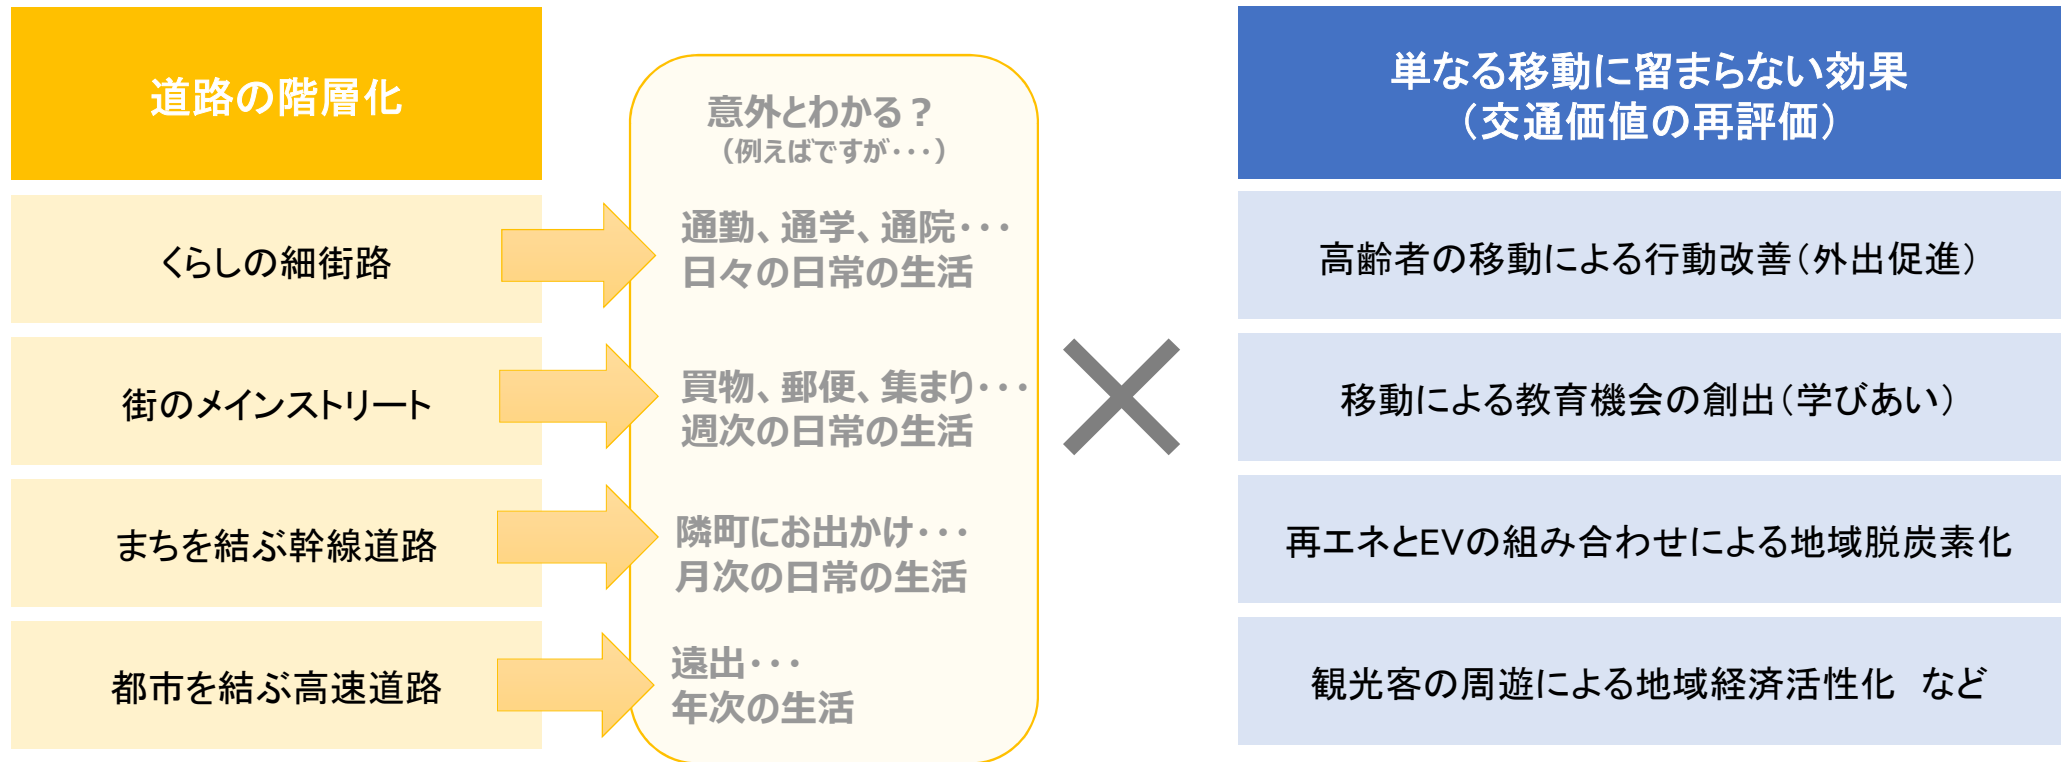 道路の階層化
くらしの細街路
街のメインストリート
まちを結ぶ幹線道路
都市を結ぶ高速道路
意外とわかる？
（例えばですが・・・）
通勤、通学、通院・・・
日々の日常の生活
買物、郵便、集まり・・・
週次の日常の生活
隣町にお出かけ・・・
月次の日常の生活
遠出・・・
年次の生活
単なる移動に留まらない効果
（交通価値の再評価）
高齢者の移動による行動改善（外出促進）
移動による教育機会の創出（学びあい）
再エネとEVの組み合わせによる地域脱炭素化
観光客の周遊による地域経済活性化　など